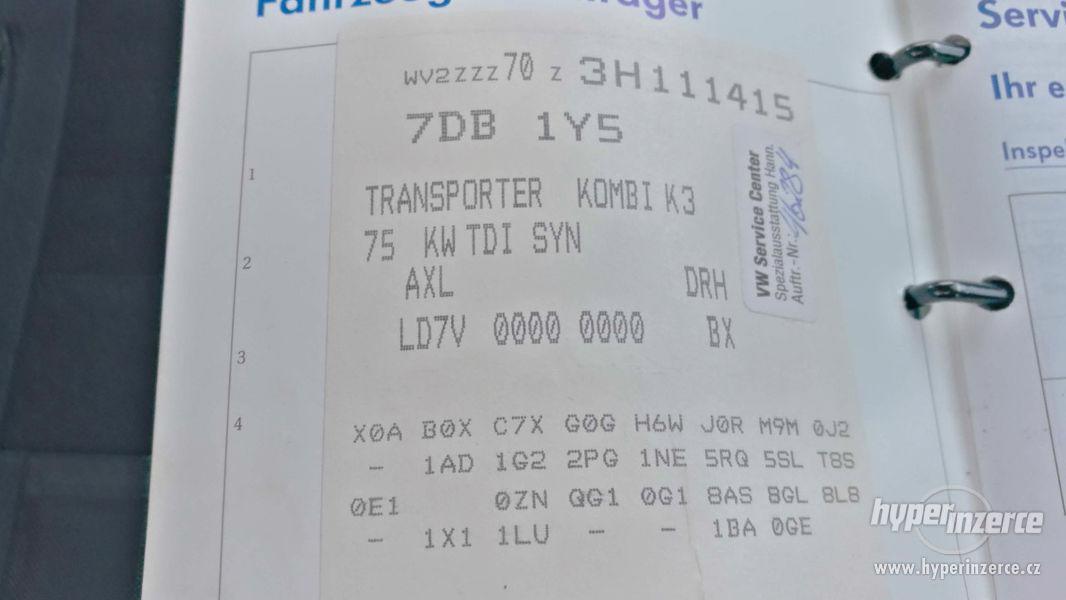 WV2ZZZ70 Z 3H111415
7DB 1Y5
TRANSPORTER KOMBI K3
75 KW TDI SYN
AXL DRH
LD7V 0000 0000 BX
X0A B0X C7X G0G H6W J0R M9M 0J2
- 1AD 1G2 2PG 1NE 5RQ 5SL T8S
0E1 0ZN QG1 0G1 8AS 8GL 8L8
- 1X1 1LU - - 1BA 0GE
VW Service Center
Spezialausstattung Hann.
Auftr.-Nr.:
1
2
3
4
Servi
Ihr e
Inspe
hyperinzerce
www.hyperinzerce.cz